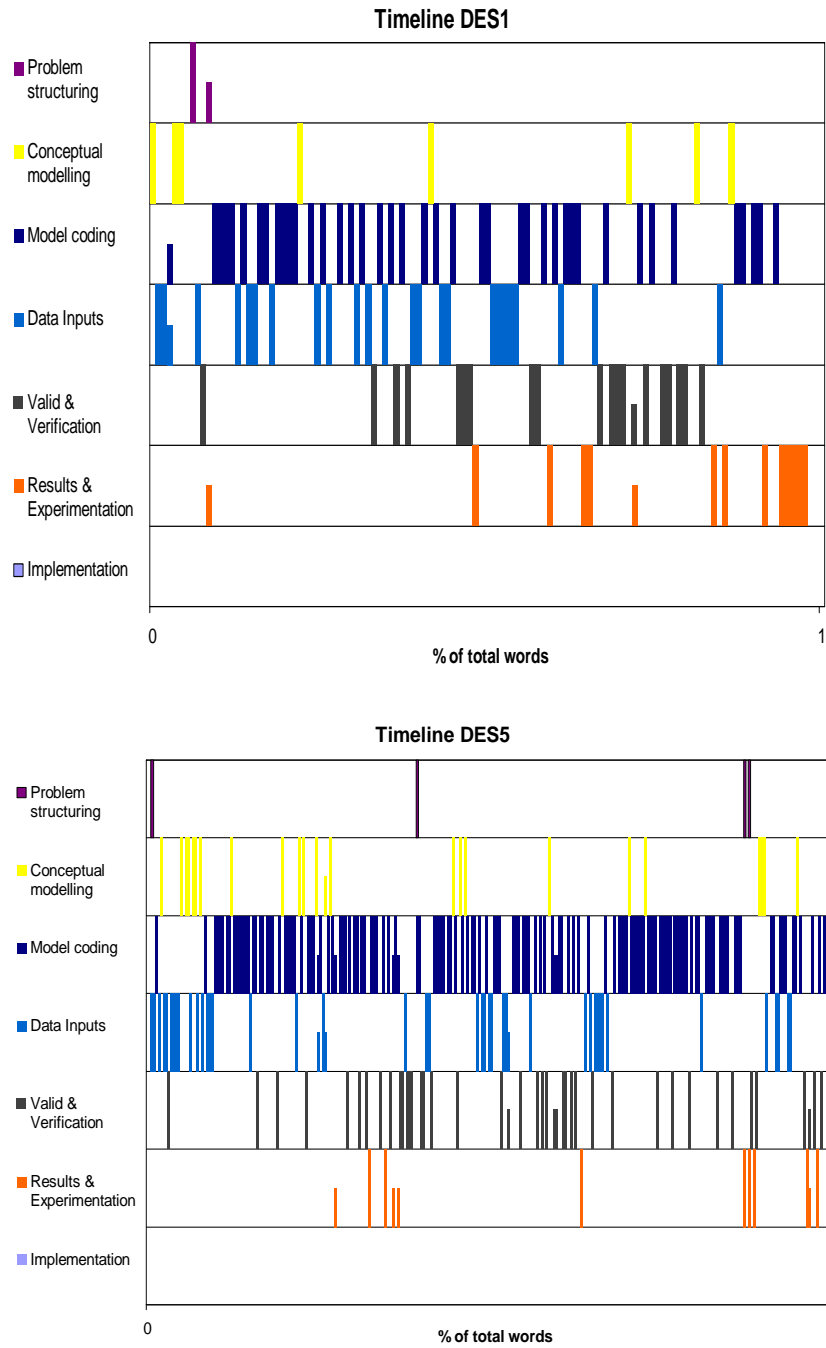 Timeline DES1
Problem
structuring
Conceptual
modelling
Model coding
Data Inputs
Valid &
Verification
Results &
Experimentation
Implementation
0 1
% of total words
Timeline DES5
Problem
structuring
Conceptual
modelling
Model coding
Data Inputs
Valid &
Verification
Results &
Experimentation
Implementation
0
% of total words